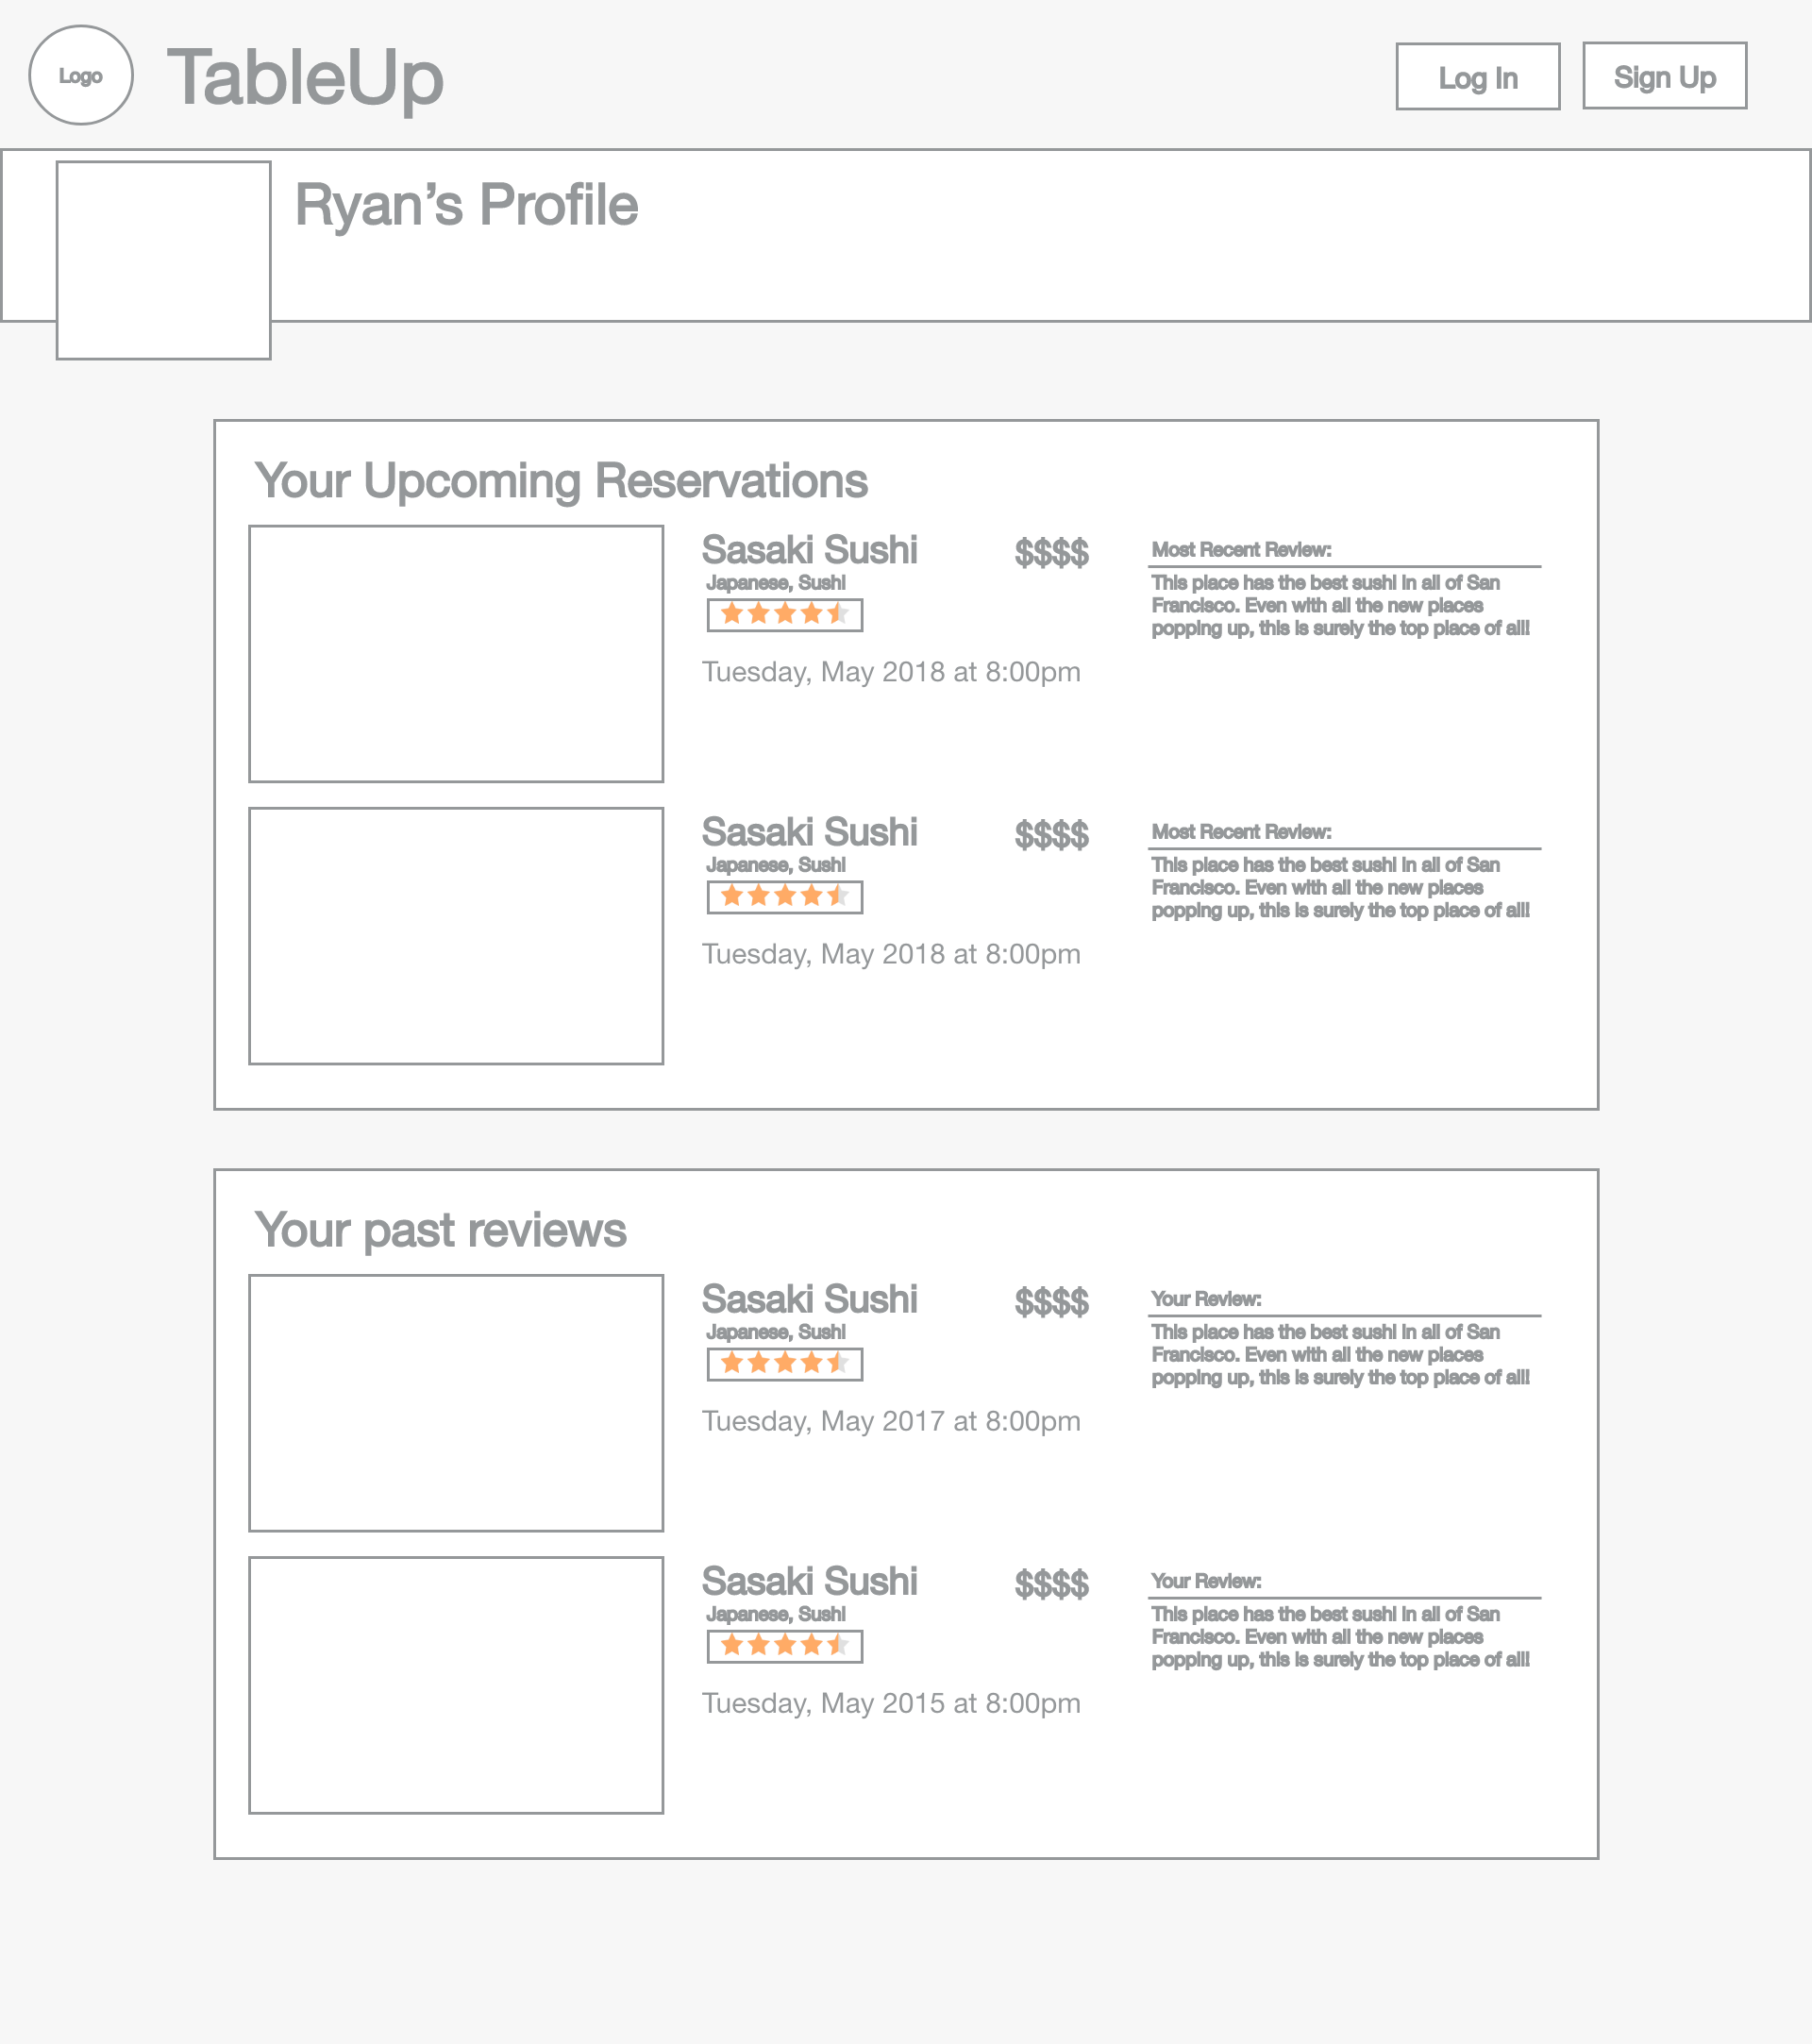 Logo
TableUp
Log In
Sign Up
Ryan’s Profile
Your Upcoming Reservations
Sasaki Sushi
$$$$
Japanese, Sushi
Tuesday, May 2018 at 8:00pm
Most Recent Review:
This place has the best sushi in all of San
Francisco. Even with all the new places
popping up, this is surely the top place of all!
Sasaki Sushi
$$$$
Japanese, Sushi
Tuesday, May 2018 at 8:00pm
Most Recent Review:
This place has the best sushi in all of San
Francisco. Even with all the new places
popping up, this is surely the top place of all!
Your past reviews
Sasaki Sushi
$$$$
Japanese, Sushi
Tuesday, May 2017 at 8:00pm
Your Review:
This place has the best sushi in all of San
Francisco. Even with all the new places
popping up, this is surely the top place of all!
Sasaki Sushi
$$$$
Japanese, Sushi
Tuesday, May 2015 at 8:00pm
Your Review:
This place has the best sushi in all of San
Francisco. Even with all the new places
popping up, this is surely the top place of all!